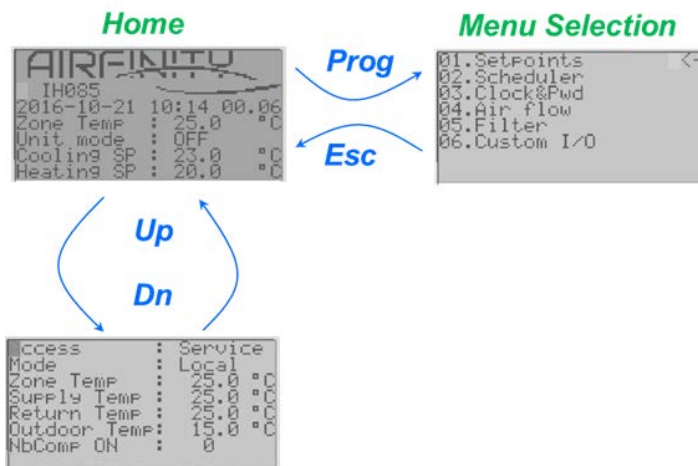 Home
AIRFINITY
IH085
2016-10-21 10:14 00.06
Zone Temp : 25.0 °C
Unit mode : OFF
Cooling SP : 23.0 °C
Heating SP : 20.0 °C
Prog
Esc
Menu Selection
01.Setpoints <-
02.Scheduler
03.Clock&Pwd
04.Air flow
05.Filter
06.Custom I/O
Up
Dn
Access : Service
Mode : Local
Zone Temp : 25.0 °C
Supply Temp : 25.0 °C
Return Temp : 25.0 °C
Outdoor Temp: 15.0 °C
NbComp ON : 0